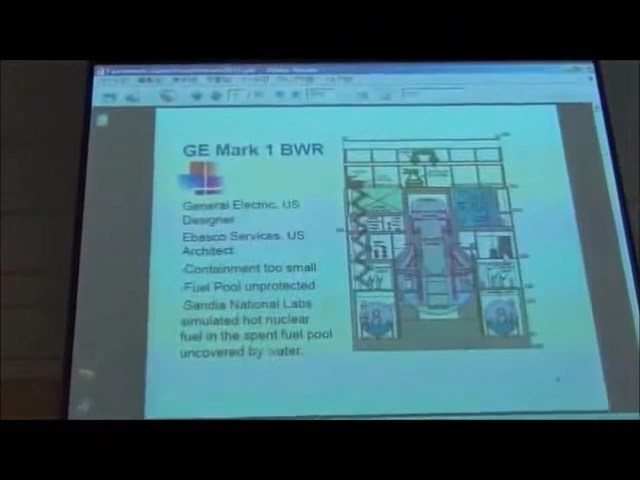 GE Mark 1 BWR
General Electric, US
Designer
Ebasco Services, US
Architect
·Containment too small
·Fuel Pool unprotected
·Sandia National Labs
simulated hot nuclear
fuel in the spent fuel pool
uncovered by water.